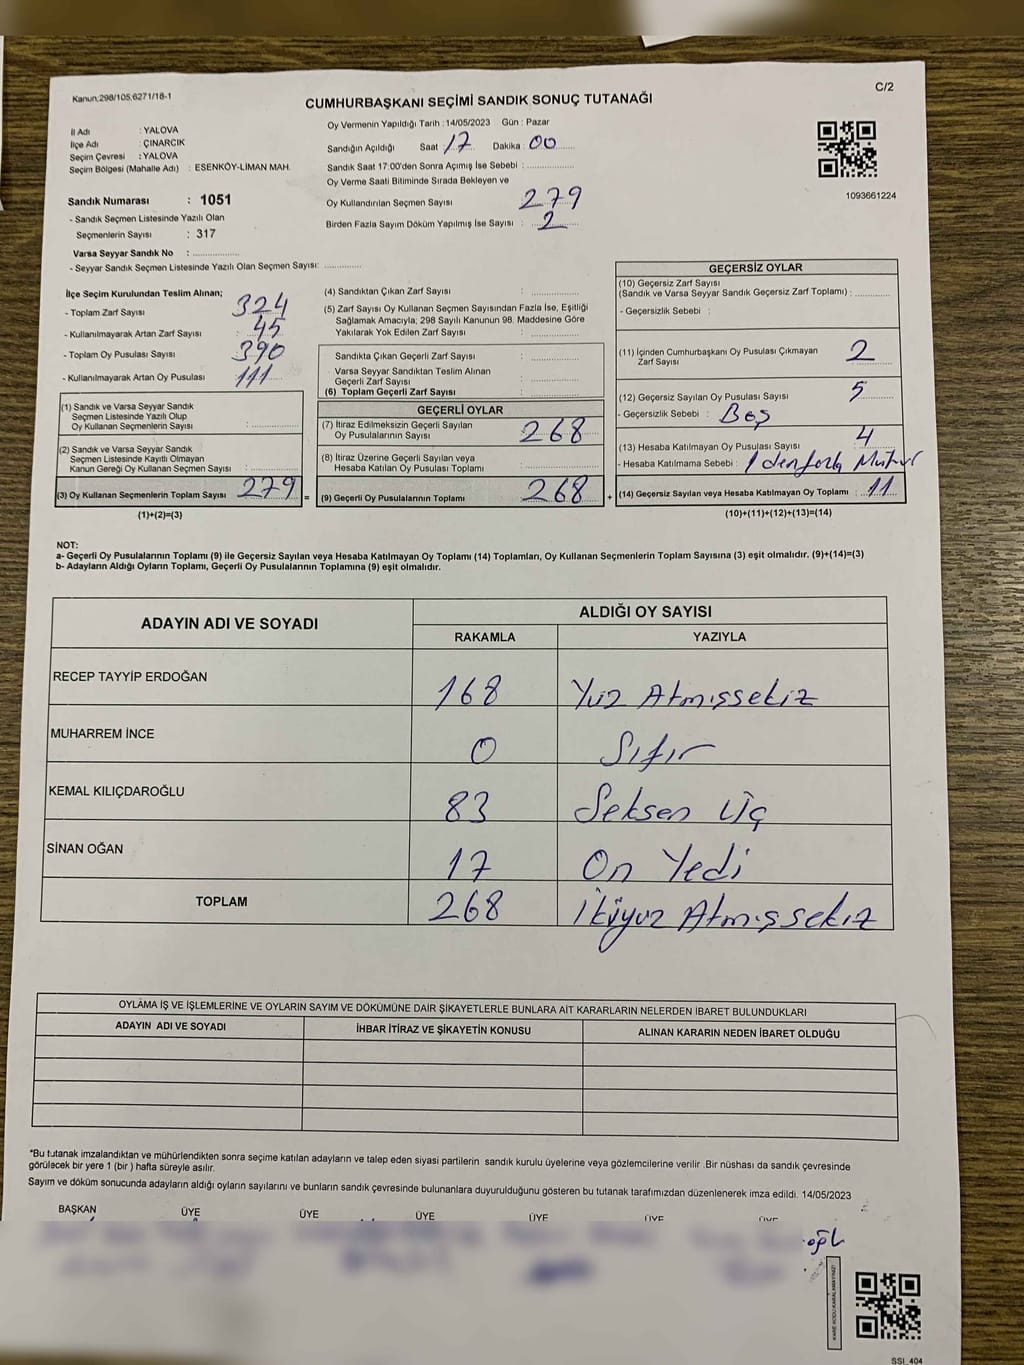 Kanun;298/105,6271/18-1
C/2
CUMHURBAŞKANI SEÇİMİ SANDIK SONUÇ TUTANAĞI
İl Adı : YALOVA
İlçe Adı : ÇINARCIK
Seçim Çevresi : YALOVA
Seçim Bölgesi (Mahalle Adı) : ESENKÖY-LİMAN MAH.
Sandık Numarası : 1051
- Sandık Seçmen Listesinde Yazılı Olan
Seçmenlerin Sayısı : 317
Varsa Seyyar Sandık No : ..............
- Seyyar Sandık Seçmen Listesinde Yazılı Olan Seçmen Sayısı: ..............
Oy Vermenin Yapıldığı Tarih : 14/05/2023 Gün : Pazar
Sandığın Açıldığı Saat 17 Dakika : 00
Sandık Saat 17:00'den Sonra Açımış İse Sebebi : ..............
Oy Verme Saati Bitiminde Sırada Bekleyen ve
Oy Kullandırılan Seçmen Sayısı 279
Birden Fazla Sayım Döküm Yapılmış İse Sayısı : 2
1093661224
İlçe Seçim Kurulundan Teslim Alınan;
- Toplam Zarf Sayısı 324
- Kullanılmayarak Artan Zarf Sayısı : 45
- Toplam Oy Pusulası Sayısı : 390
- Kullanılmayarak Artan Oy Pusulası 111
(1) Sandık ve Varsa Seyyar Sandık
Seçmen Listesinde Yazılı Olup
Oy Kullanan Seçmenlerin Sayısı : ..............
(2) Sandık ve Varsa Seyyar Sandık
Seçmen Listesinde Kayıtlı Olmayan
Kanun Gereği Oy Kullanan Seçmen Sayısı : ..............
(3) Oy Kullanan Seçmenlerin Toplam Sayısı 279 =
(1)+(2)=(3)
(4) Sandıktan Çıkan Zarf Sayısı : ..............
(5) Zarf Sayısı Oy Kullanan Seçmen Sayısından Fazla İse, Eşitliği
Sağlamak Amacıyla; 298 Sayılı Kanunun 98. Maddesine Göre
Yakılarak Yok Edilen Zarf Sayısı : ..............
Sandıkta Çıkan Geçerli Zarf Sayısı : ..............
Varsa Seyyar Sandıktan Teslim Alınan
Geçerli Zarf Sayısı : ..............
(6) Toplam Geçerli Zarf Sayısı : ..............
GEÇERLİ OYLAR
(7) İtiraz Edilmeksizin Geçerli Sayılan
Oy Pusulalarının Sayısı : 268
(8) İtiraz Üzerine Geçerli Sayılan veya
Hesaba Katılan Oy Pusulası Toplamı : ..............
(9) Geçerli Oy Pusulalarının Toplamı : 268 +
GEÇERSİZ OYLAR
(10) Geçersiz Zarf Sayısı
(Sandık ve Varsa Seyyar Sandık Geçersiz Zarf Toplamı) : ..............
- Geçersizlik Sebebi :
(11) İçinden Cumhurbaşkanı Oy Pusulası Çıkmayan
Zarf Sayısı 2
(12) Geçersiz Sayılan Oy Pusulası Sayısı : 5
- Geçersizlik Sebebi : Boş
(13) Hesaba Katılmayan Oy Pusulası Sayısı 4
- Hesaba Katılmama Sebebi : 1 denfazla Mühür
(14) Geçersiz Sayılan veya Hesaba Katılmayan Oy Toplamı : 11
(10)+(11)+(12)+(13)=(14)
NOT:
a- Geçerli Oy Pusulalarının Toplamı (9) ile Geçersiz Sayılan veya Hesaba Katılmayan Oy Toplamı (14) Toplamları, Oy Kullanan Seçmenlerin Toplam Sayısına (3) eşit olmalıdır. (9)+(14)=(3)
b- Adayların Aldığı Oyların Toplamı, Geçerli Oy Pusulalarının Toplamına (9) eşit olmalıdır.
ADAYIN ADI VE SOYADI
ALDIĞI OY SAYISI
RAKAMLA YAZIYLA
RECEP TAYYİP ERDOĞAN 168 Yüz Atmışsekiz
MUHARREM İNCE 0 Sıfır
KEMAL KILIÇDAROĞLU 83 Seksen Üç
SİNAN OĞAN 17 On Yedi
TOPLAM 268 İkiyüz Atmışsekiz
OYLAMA İŞ VE İŞLEMLERİNE VE OYLARIN SAYIM VE DÖKÜMÜNE DAİR ŞİKAYETLERLE BUNLARA AİT KARARLARIN NELERDEN İBARET BULUNDUKLARI
ADAYIN ADI VE SOYADI İHBAR İTİRAZ VE ŞİKAYETİN KONUSU ALINAN KARARIN NEDEN İBARET OLDUĞU
*Bu tutanak imzalandıktan ve mühürlendikten sonra seçime katılan adayların ve talep eden siyasi partilerin sandık kurulu üyelerine veya gözlemcilerine verilir .Bir nüshası da sandık çevresinde
görülecek bir yere 1 (bir ) hafta süreyle asılır.
Sayım ve döküm sonucunda adayların aldığı oyların sayılarını ve bunların sandık çevresinde bulunanlara duyurulduğunu gösteren bu tutanak tarafımızdan düzenlenerek imza edildi. 14/05/2023
BAŞKAN ÜYE ÜYE ÜYE ÜYE ÜYE ÜYE
SSI_404